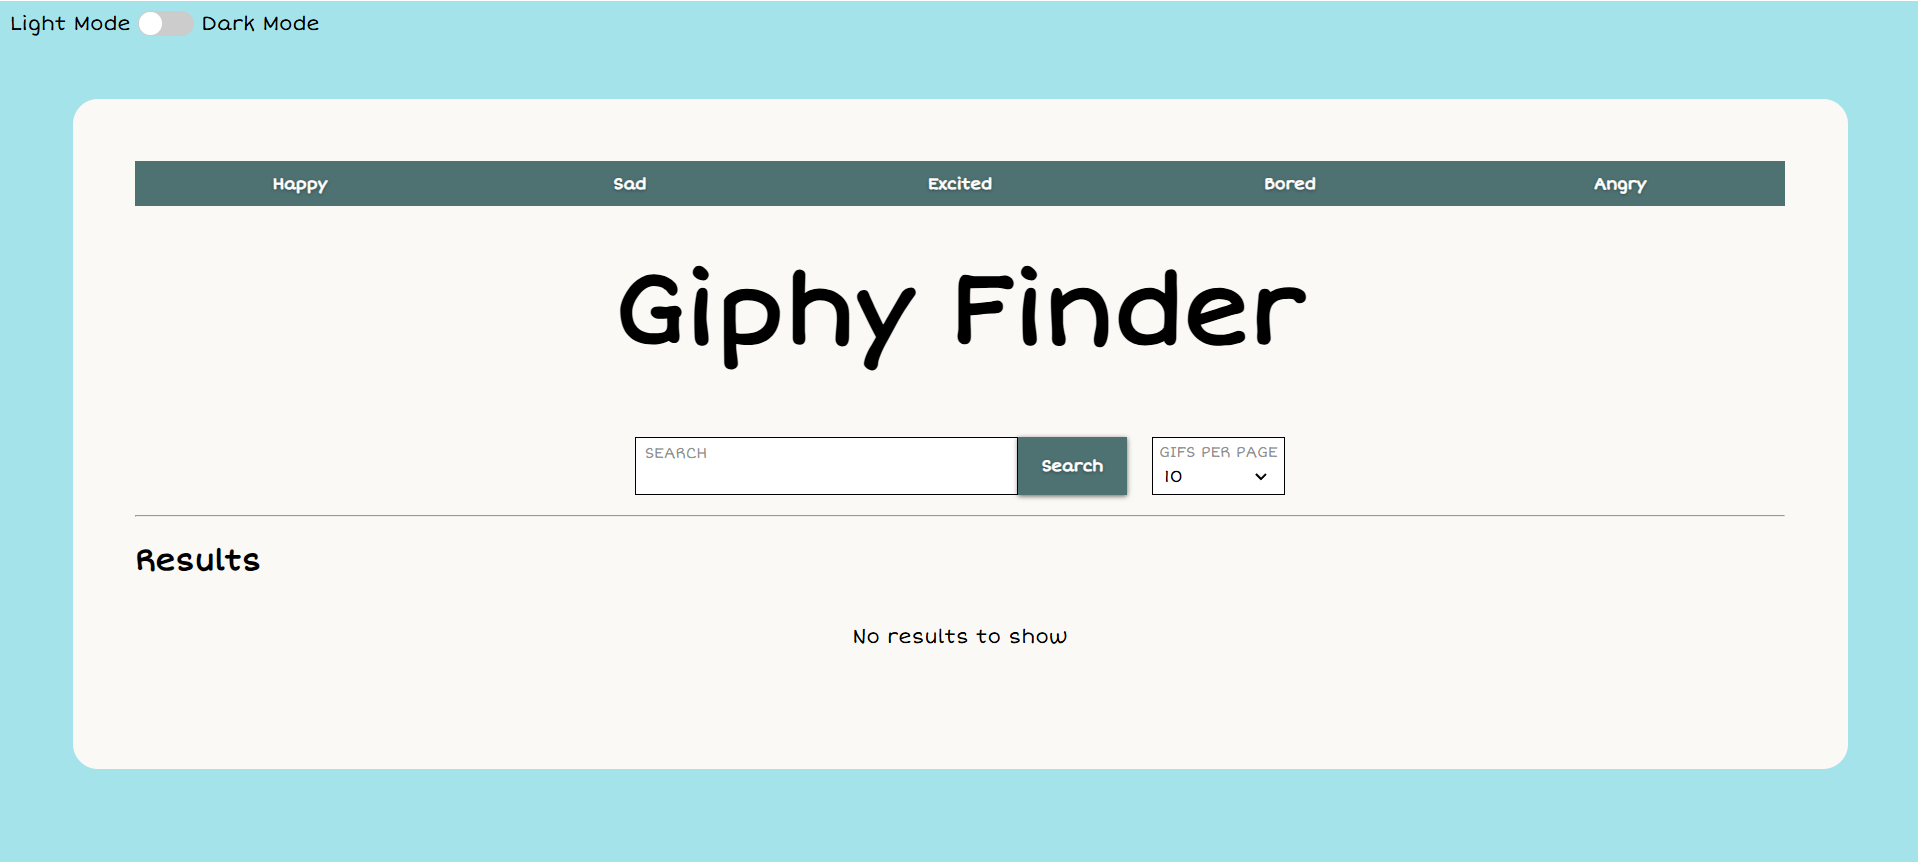 Light Mode Dark Mode
Happy Sad Excited Bored Angry
Giphy Finder
SEARCH
Search
GIFS PER PAGE
10
Results
No results to show